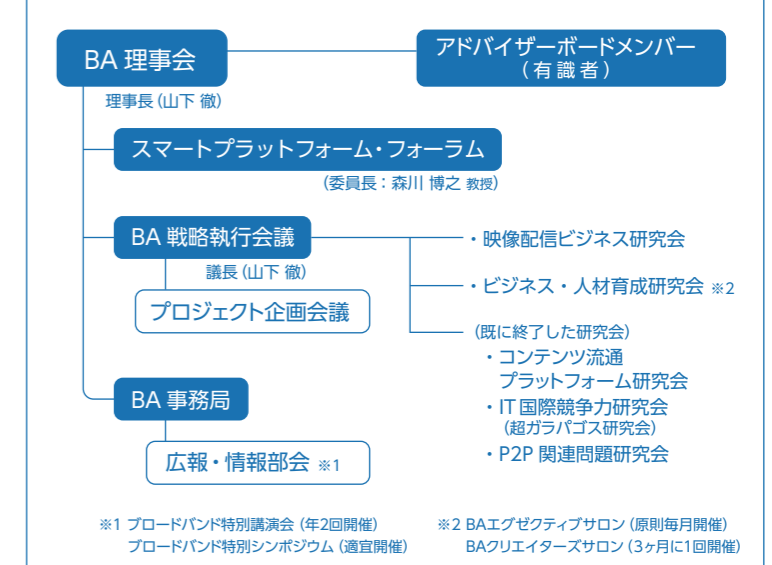 BA 理事会
アドバイザーボードメンバー
（有識者）
理事長（山下 徹）
スマートプラットフォーム・フォーラム
（委員長：森川 博之 教授）
BA 戦略執行会議
議長（山下 徹）
プロジェクト企画会議
・映像配信ビジネス研究会
・ビジネス・人材育成研究会 ※2
（既に終了した研究会）
・コンテンツ流通
プラットフォーム研究会
・IT 国際競争力研究会
（超ガラパゴス研究会）
・P2P 関連問題研究会
BA 事務局
広報・情報部会 ※1
※1 ブロードバンド特別講演会（年2回開催）
ブロードバンド特別シンポジウム（適宜開催）
※2 BAエグゼクティブサロン（原則毎月開催）
BAクリエイターズサロン（3ヶ月に1回開催）